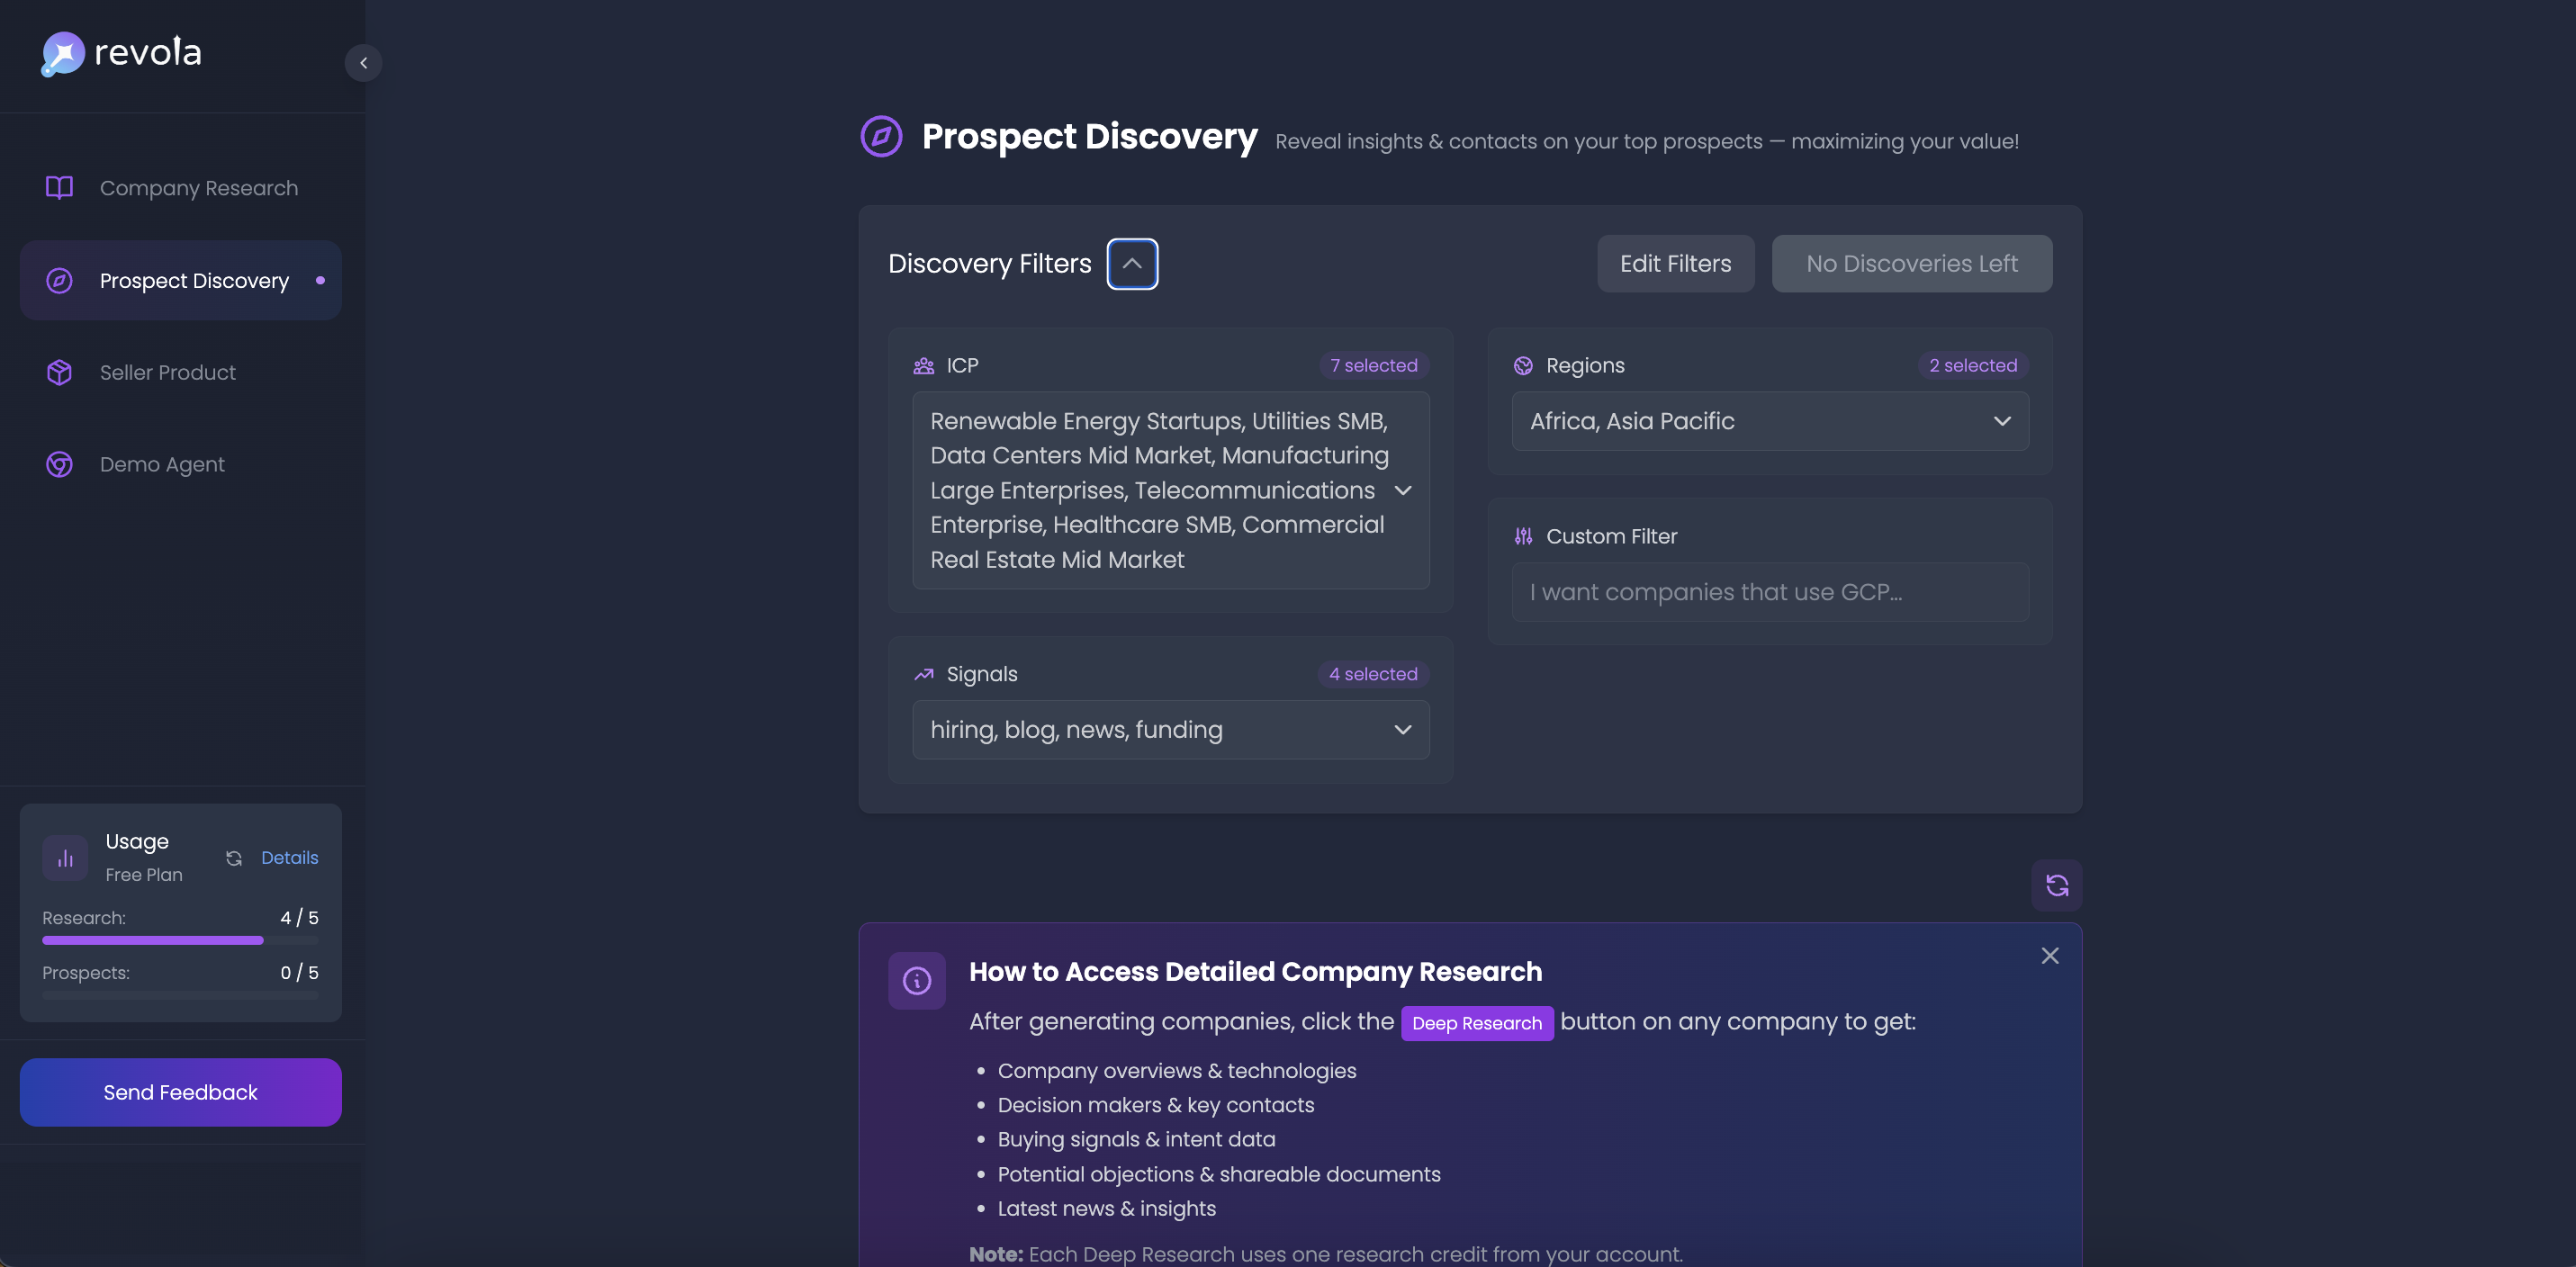 revola
Company Research
Prospect Discovery
Seller Product
Demo Agent
Usage
Free Plan
Details
Research:
4 / 5
Prospects:
0 / 5
Send Feedback
Prospect Discovery
Reveal insights & contacts on your top prospects — maximizing your value!
Discovery Filters
Edit Filters
No Discoveries Left
ICP
7 selected
Renewable Energy Startups, Utilities SMB,
Data Centers Mid Market, Manufacturing
Large Enterprises, Telecommunications
Enterprise, Healthcare SMB, Commercial
Real Estate Mid Market
Signals
4 selected
hiring, blog, news, funding
Regions
2 selected
Africa, Asia Pacific
Custom Filter
I want companies that use GCP...
How to Access Detailed Company Research
After generating companies, click the Deep Research button on any company to get:
• Company overviews & technologies
• Decision makers & key contacts
• Buying signals & intent data
• Potential objections & shareable documents
• Latest news & insights
Note: Each Deep Research uses one research credit from your account.